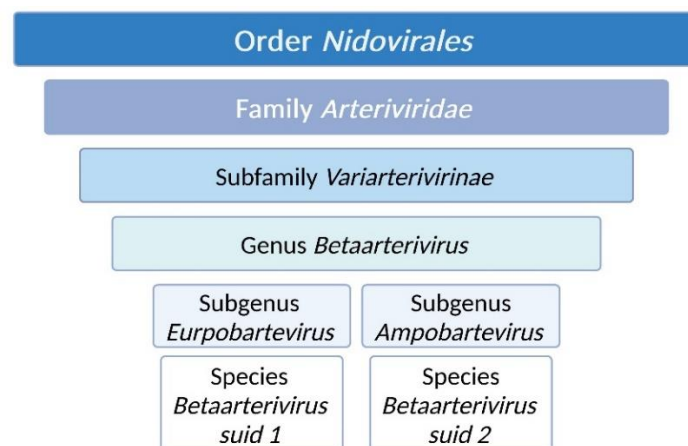 Order Nidovirales
Family Arteriviridae
Subfamily Variarterivirinae
Genus Betaarterivirus
Subgenus
Eurpobartevirus
Subgenus
Ampobartevirus
Species
Betaarterivirus
suid 1
Species
Betaarterivirus
suid 2